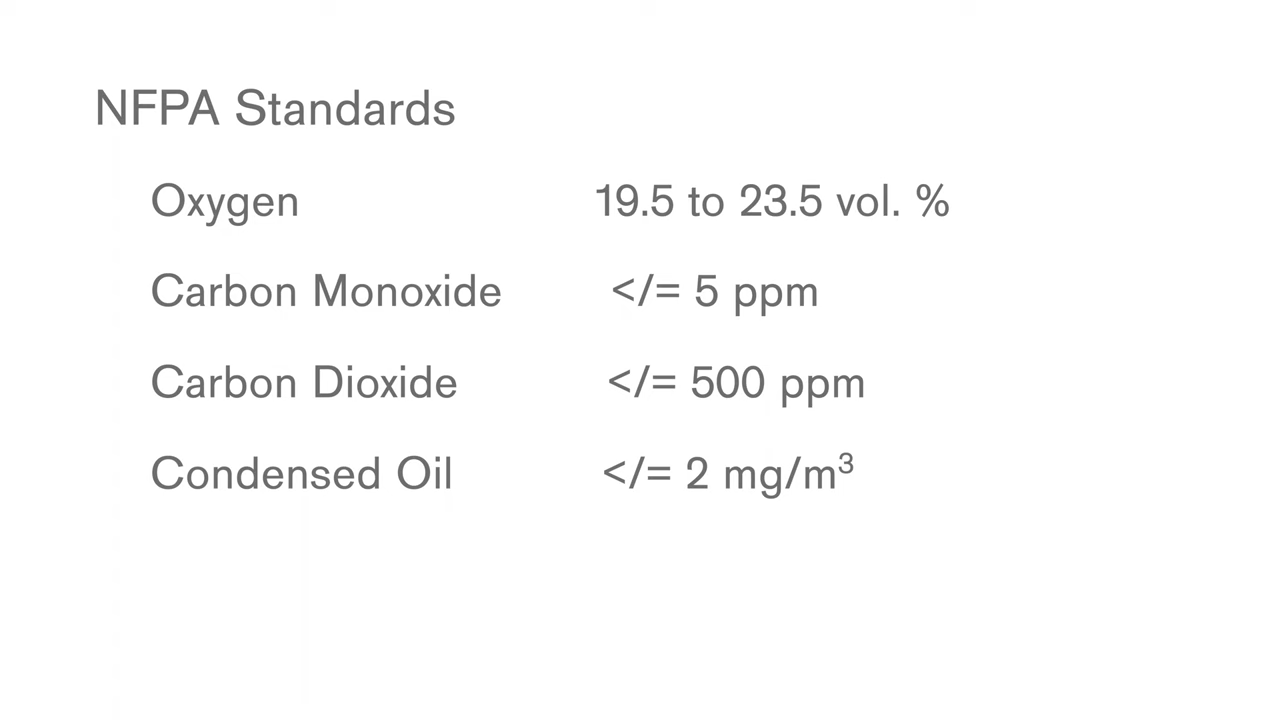 NFPA Standards
Oxygen 19.5 to 23.5 vol. %
Carbon Monoxide </= 5 ppm
Carbon Dioxide </= 500 ppm
Condensed Oil </= 2 mg/m³